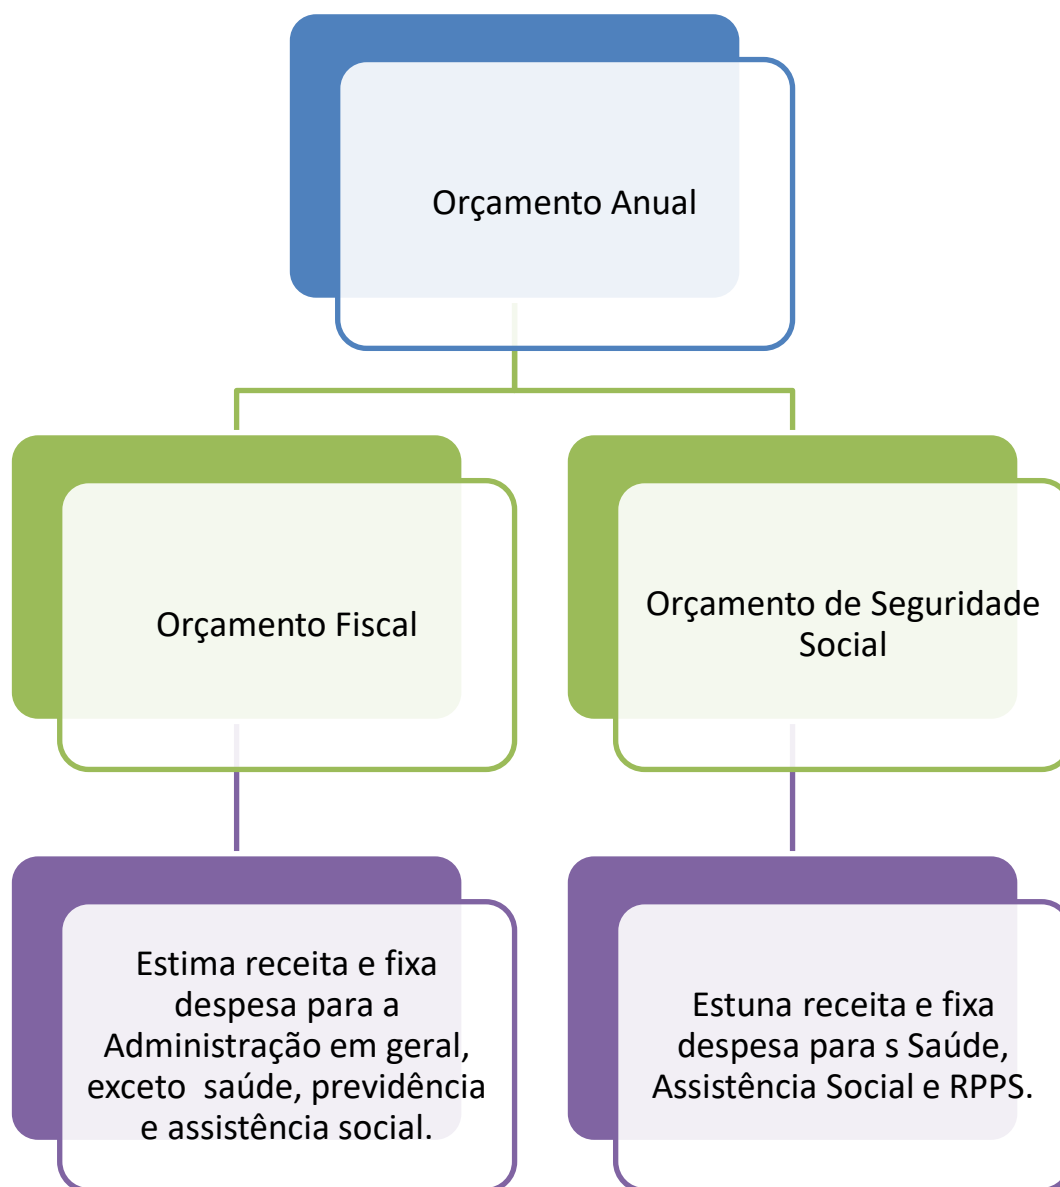 Orçamento Anual
Orçamento Fiscal
Orçamento de Seguridade
Social
Estima receita e fixa
despesa para a
Administração em geral,
exceto  saúde, previdência
e assistência social.
Estuna receita e fixa
despesa para s Saúde,
Assistência Social e RPPS.